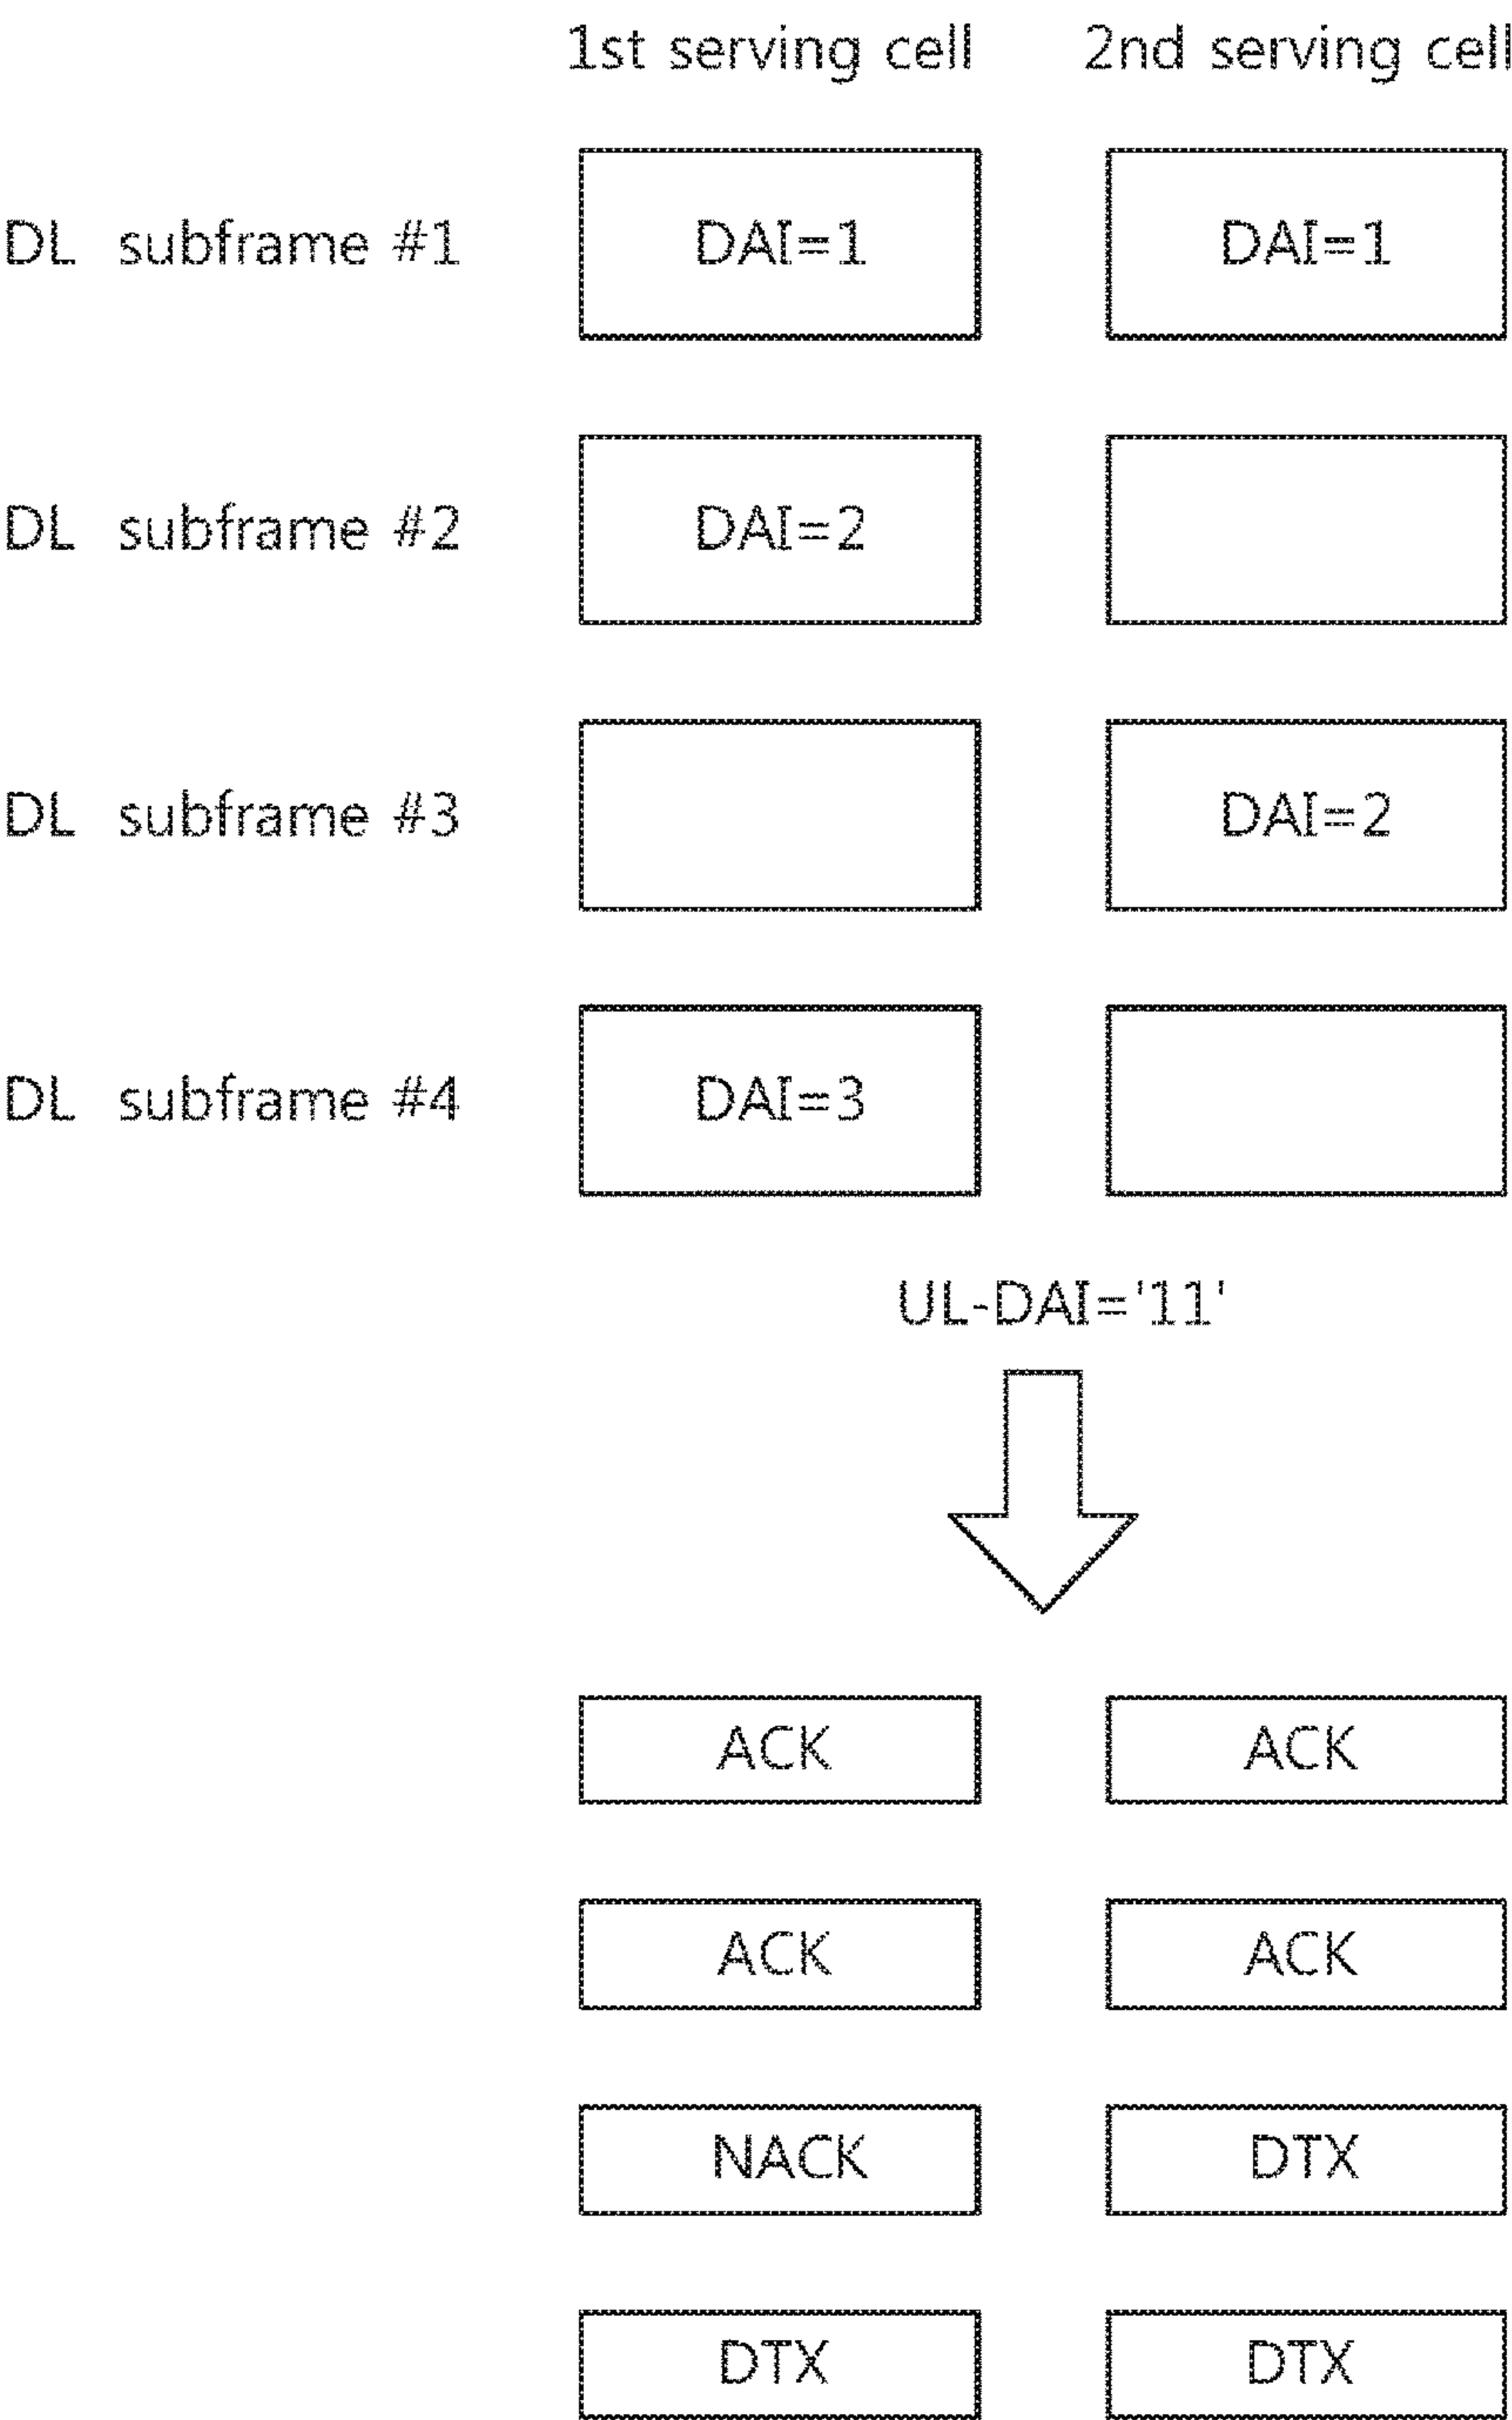 1st serving cell 2nd serving cell
DL subframe #1 DAI=1 DAI=1
DL subframe #2 DAI=2
DL subframe #3 DAI=2
DL subframe #4 DAI=3
UL-DAI='11'
ACK ACK
ACK ACK
NACK DTX
DTX DTX